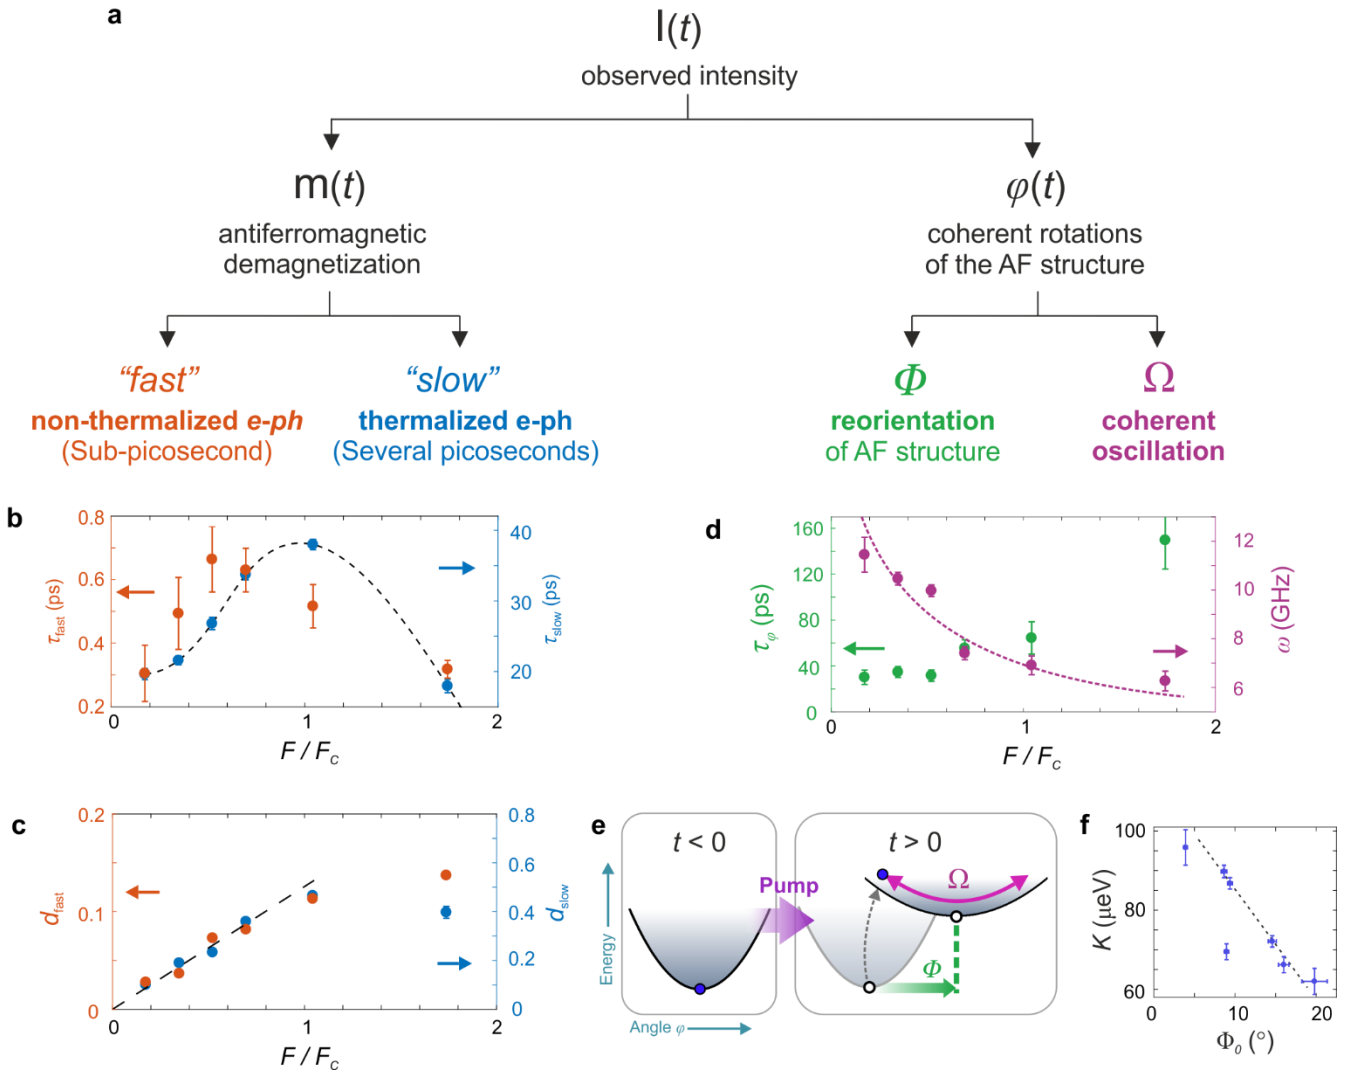 a
I(t)
observed intensity
m(t)
antiferromagnetic
demagnetization
φ(t)
coherent rotations
of the AF structure
“fast”
non-thermalized e-ph
(Sub-picosecond)
“slow”
thermalized e-ph
(Several picoseconds)
Φ
reorientation
of AF structure
Ω
coherent
oscillation
b
0.8
0.6
0.4
0.2
τfast (ps)
40
30
20
τslow (ps)
0
1
2
F / Fc
d
160
120
80
40
0
τφ (ps)
12
10
8
6
ω (GHz)
0
1
2
F / Fc
c
0.2
0.1
0
dfast
0.8
0.6
0.4
0.2
0
dslow
0
1
2
F / Fc
e
t < 0
t > 0
Pump
Ω
Φ
Energy
Angle φ
f
100
80
60
K (μeV)
0
10
20
Φ0 (°)